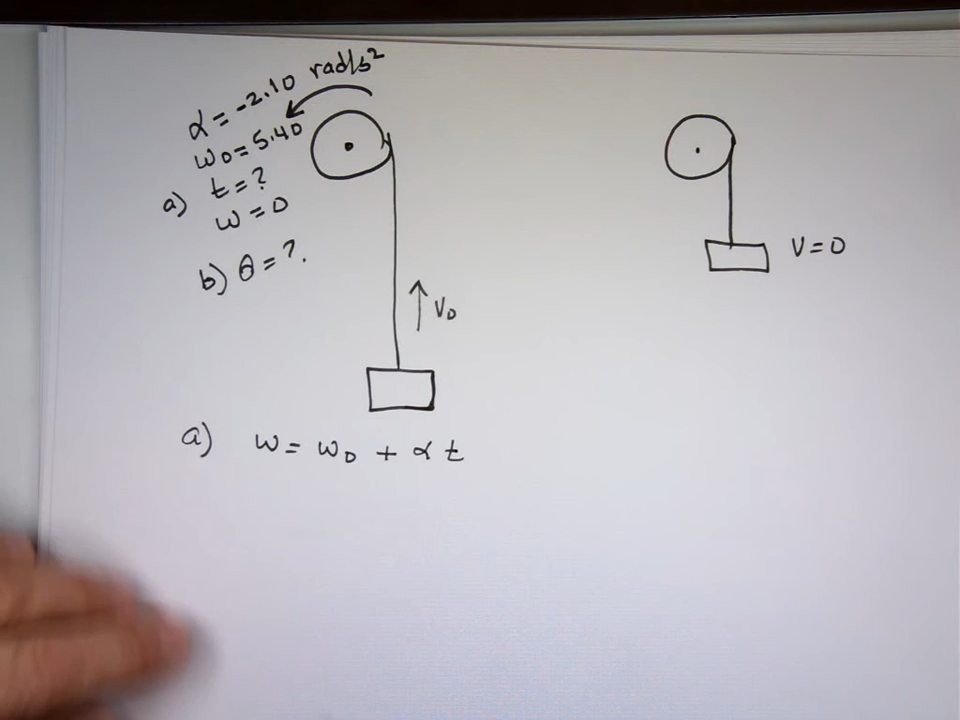 α = -2.10 rad/s²
ω0 = 5.40
a) t = ?
ω = 0
b) θ = ?.
V0
V = 0
a) ω = ω0 + α t